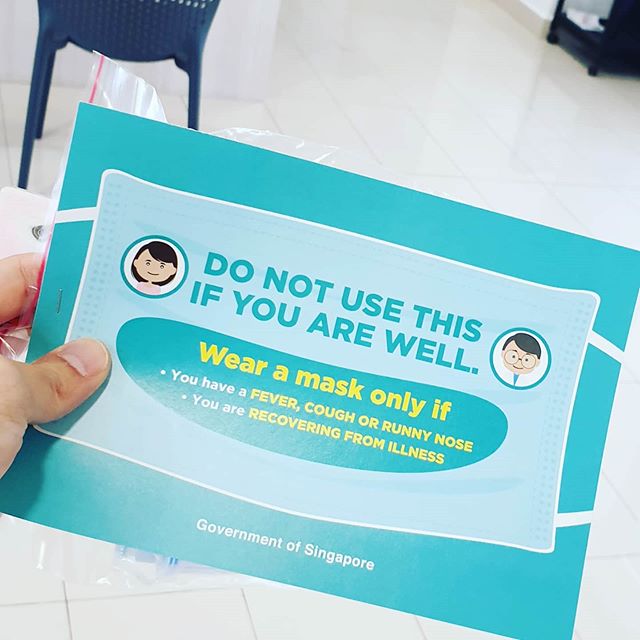 DO NOT USE THIS
IF YOU ARE WELL.
Wear a mask only if
• You have a FEVER, COUGH OR RUNNY NOSE
• You are RECOVERING FROM ILLNESS
Government of Singapore